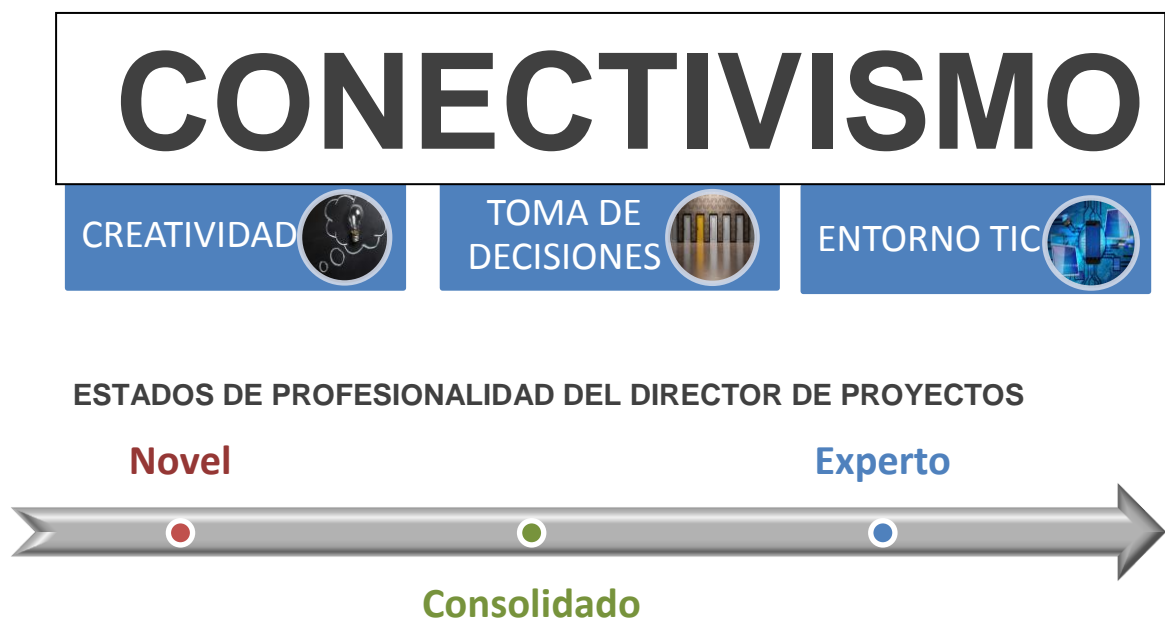 CONECTIVISMO
CREATIVIDAD
TOMA DE
DECISIONES
ENTORNO TIC
ESTADOS DE PROFESIONALIDAD DEL DIRECTOR DE PROYECTOS
Novel
Experto
Consolidado